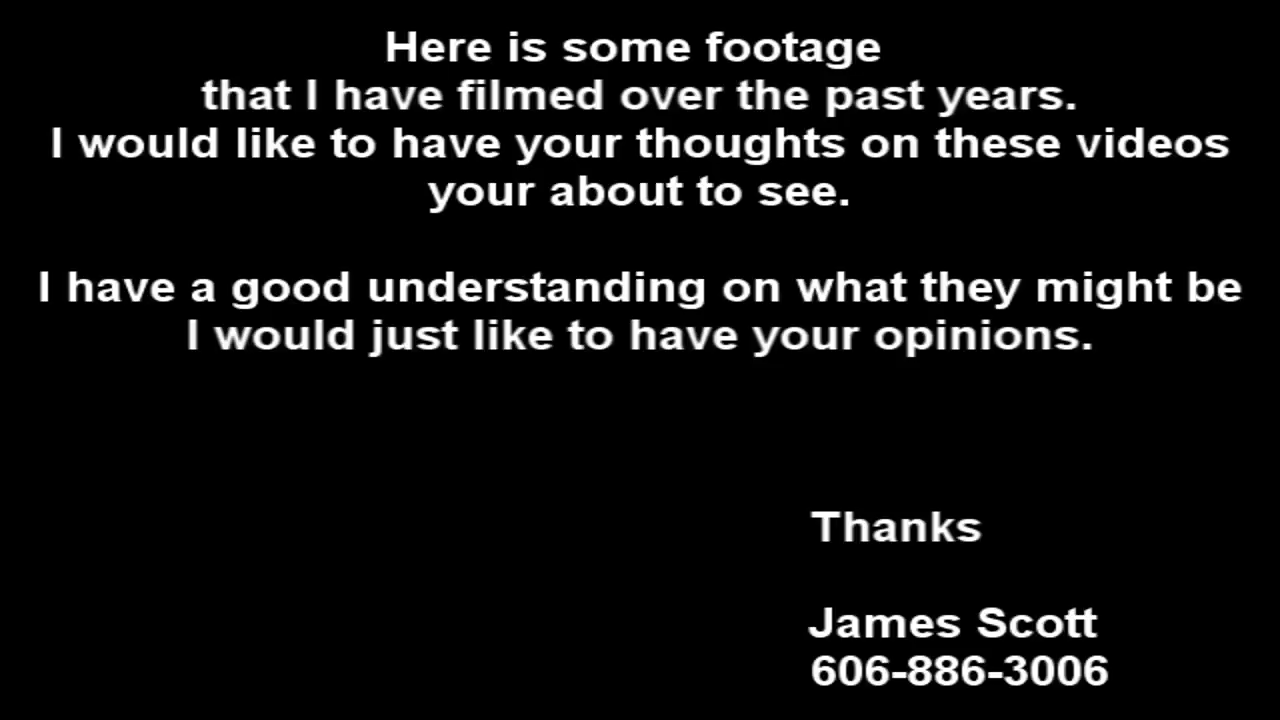 Here is some footage
that I have filmed over the past years.
I would like to have your thoughts on these videos
your about to see.
I have a good understanding on what they might be
I would just like to have your opinions.
Thanks
James Scott
606-886-3006